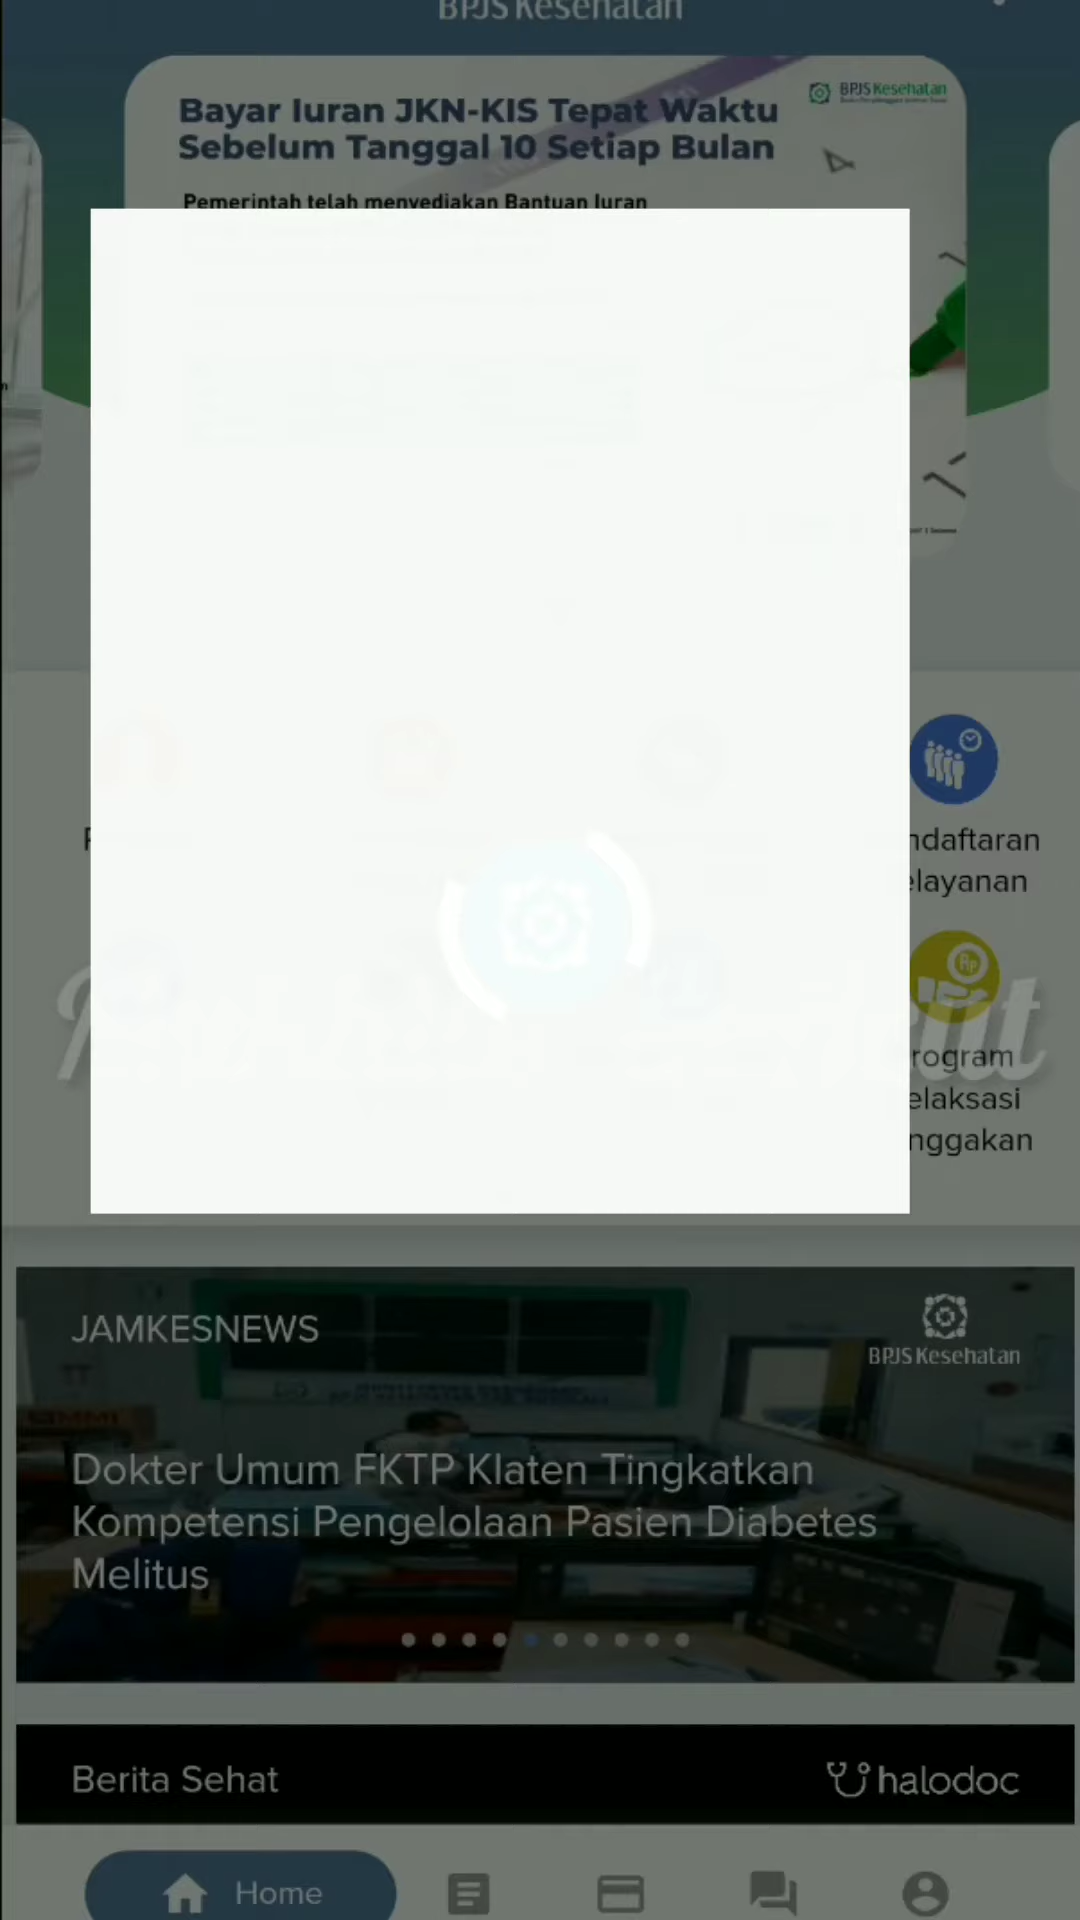 BPJS Kesehatan
Bayar Iuran JKN-KIS Tepat Waktu
Sebelum Tanggal 10 Setiap Bulan
BPJS Kesehatan
Pemerintah telah menyediakan Bantuan Iuran
ndaftaran
elayanan
rogram
elaksasi
nggakan
JAMKESNEWS
BPJS Kesehatan
Dokter Umum FKTP Klaten Tingkatkan
Kompetensi Pengelolaan Pasien Diabetes
Melitus
Berita Sehat
halodoc
Home